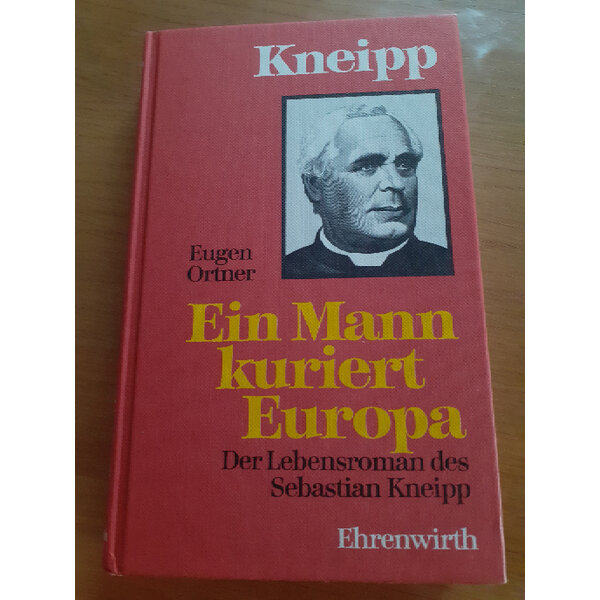 Kneipp
Eugen
Ortner
Ein Mann
kuriert
Europa
Der Lebensroman des
Sebastian Kneipp
Ehrenwirth